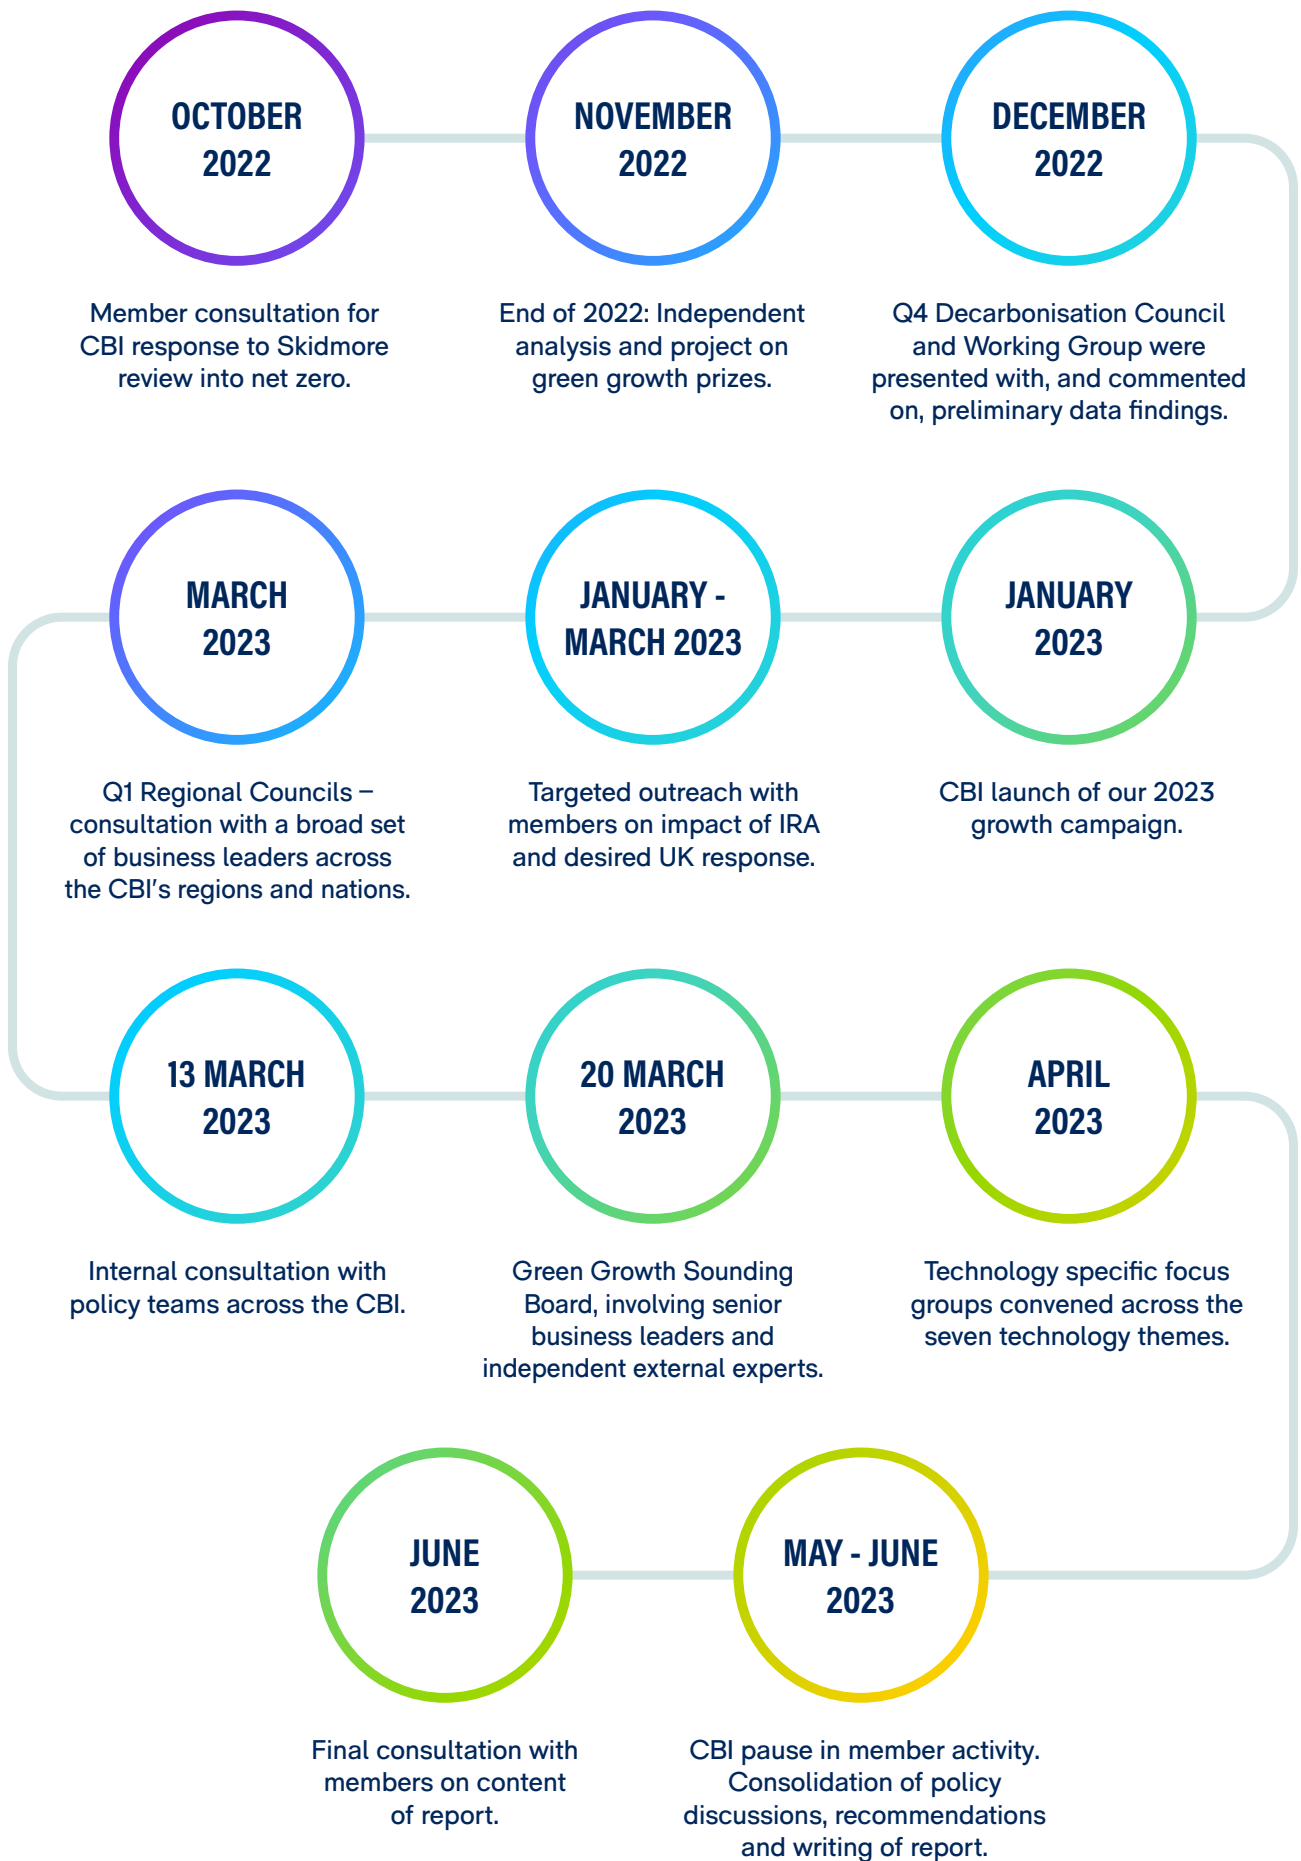 OCTOBER
2022
Member consultation for
CBI response to Skidmore
review into net zero.
NOVEMBER
2022
End of 2022: Independent
analysis and project on
green growth prizes.
DECEMBER
2022
Q4 Decarbonisation Council
and Working Group were
presented with, and commented
on, preliminary data findings.
JANUARY
2023
CBI launch of our 2023
growth campaign.
JANUARY -
MARCH 2023
Targeted outreach with
members on impact of IRA
and desired UK response.
MARCH
2023
Q1 Regional Councils –
consultation with a broad set
of business leaders across
the CBI's regions and nations.
13 MARCH
2023
Internal consultation with
policy teams across the CBI.
20 MARCH
2023
Green Growth Sounding
Board, involving senior
business leaders and
independent external experts.
APRIL
2023
Technology specific focus
groups convened across the
seven technology themes.
MAY - JUNE
2023
CBI pause in member activity.
Consolidation of policy
discussions, recommendations
and writing of report.
JUNE
2023
Final consultation with
members on content
of report.